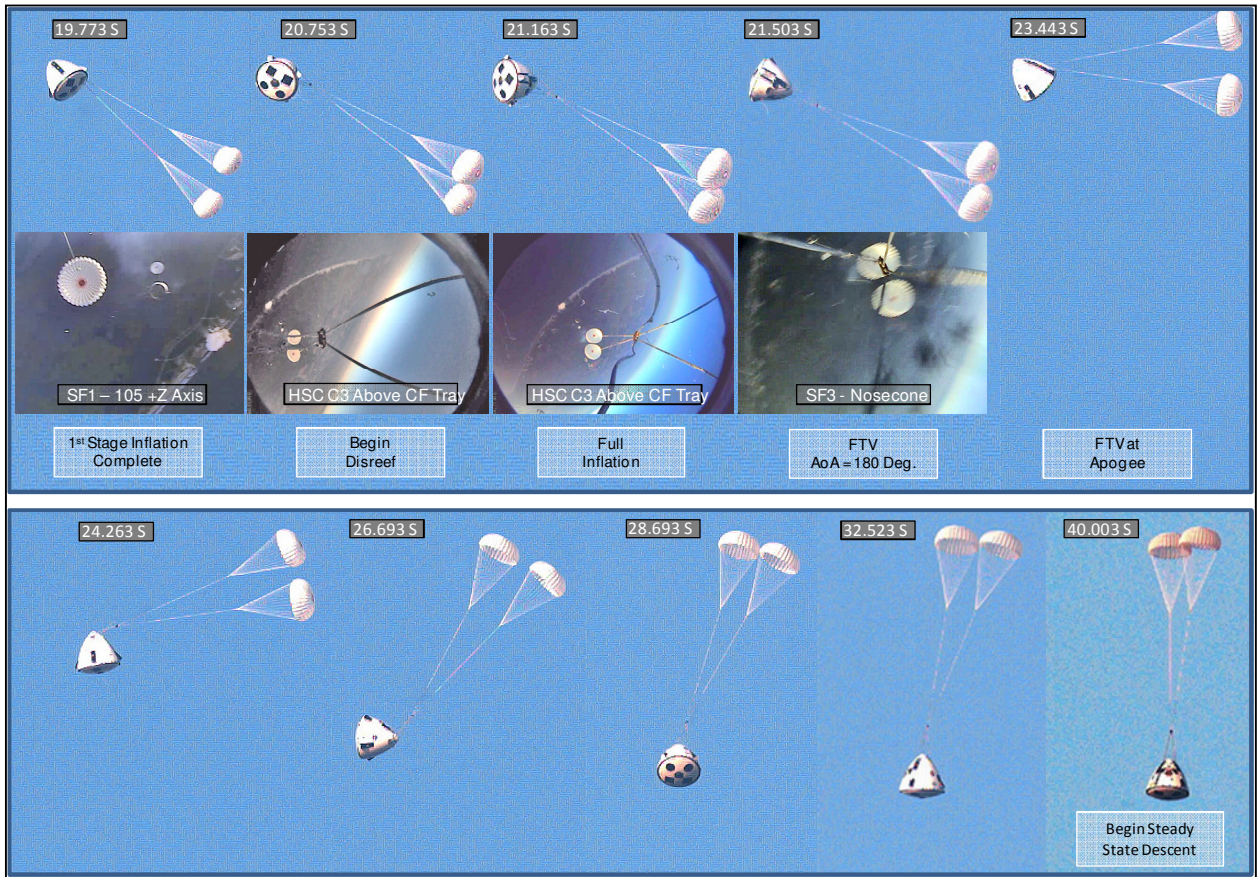 19.773 S
20.753 S
21.163 S
21.503 S
23.443 S
SF1 – 105 +Z Axis
HSC C3 Above CF Tray
HSC C3 Above CF Tray
SF3 - Nosecone
1st Stage Inflation
Complete
Begin
Disreef
Full
Inflation
FTV
AoA = 180 Deg.
FTV at
Apogee
24.263 S
26.693 S
28.693 S
32.523 S
40.003 S
Begin Steady
State Descent